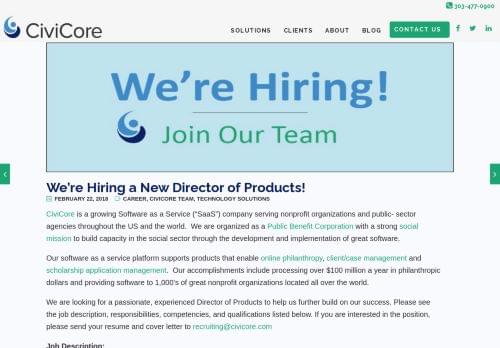 303-477-0900
CiviCore
SOLUTIONS CLIENTS ABOUT BLOG CONTACT US
We're Hiring!
Join Our Team
We're Hiring a New Director of Products!
FEBRUARY 22, 2018 CAREER, CIVICORE TEAM, TECHNOLOGY SOLUTIONS
CiviCore is a growing Software as a Service ("SaaS") company serving nonprofit organizations and public- sector
agencies throughout the US and the world. We are organized as a Public Benefit Corporation with a strong social
mission to build capacity in the social sector through the development and implementation of great software.
Our software as a service platform supports products that enable online philanthropy, client/case management and
scholarship application management. Our accomplishments include processing over $100 million a year in philanthropic
dollars and providing software to 1,000's of great nonprofit organizations located all over the world.
We are looking for a passionate, experienced Director of Products to help us further build on our success. Please see
the job description, responsibilities, competencies, and qualifications listed below. If you are interested in the position,
please send your resume and cover letter to recruiting@civicore.com
Job Description: